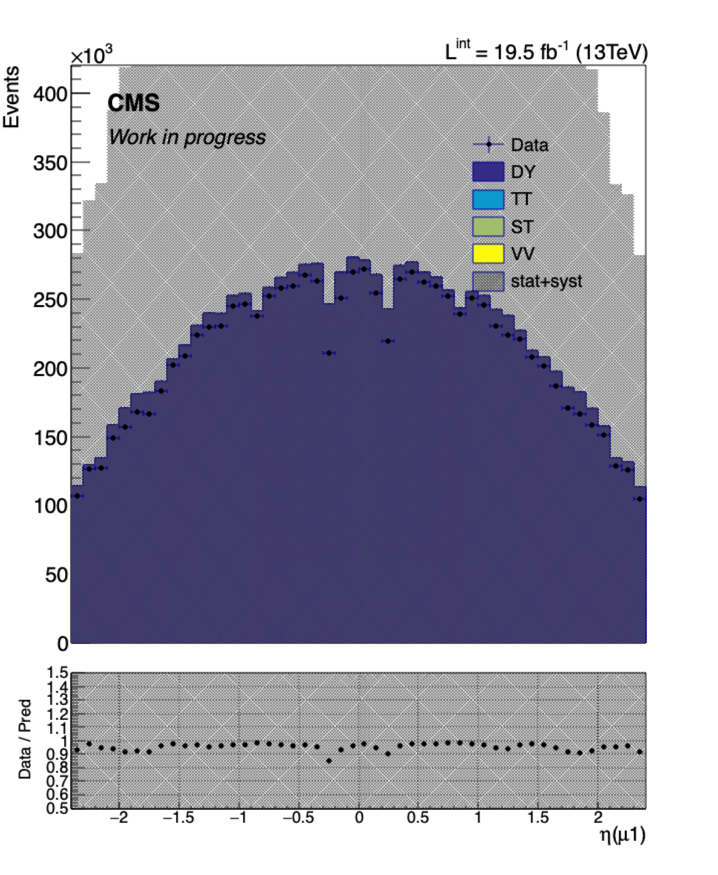 ×10³
L^int = 19.5 fb⁻¹ (13TeV)
Events
400
350
300
250
200
150
100
50
0
CMS
Work in progress
Data
DY
TT
ST
VV
stat+syst
Data / Pred
1.5
1.4
1.3
1.2
1.1
1
0.9
0.8
0.7
0.6
0.5
−2 −1.5 −1 −0.5 0 0.5 1 1.5 2
η(μ1)